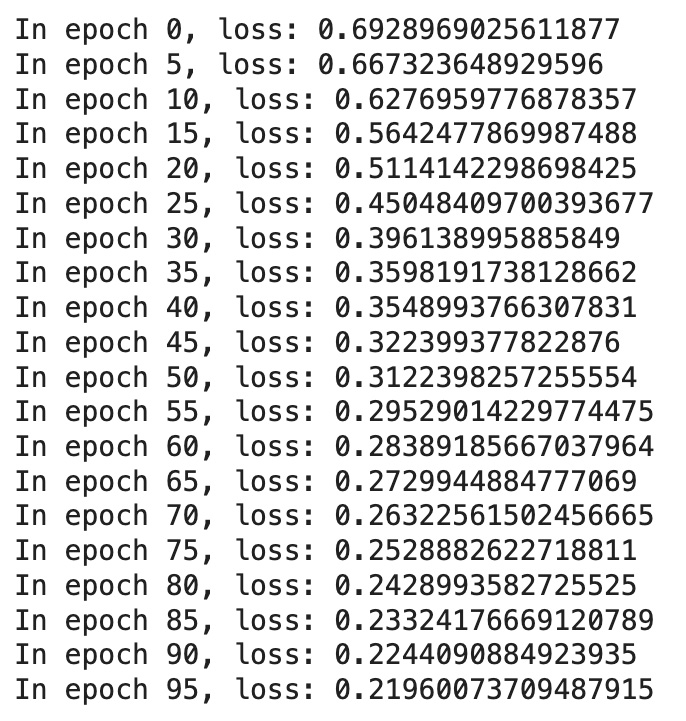 In epoch 0, loss: 0.6928969025611877
In epoch 5, loss: 0.667323648929596
In epoch 10, loss: 0.6276959776878357
In epoch 15, loss: 0.5642477869987488
In epoch 20, loss: 0.5114142298698425
In epoch 25, loss: 0.45048409700393677
In epoch 30, loss: 0.396138995885849
In epoch 35, loss: 0.3598191738128662
In epoch 40, loss: 0.3548993766307831
In epoch 45, loss: 0.322399377822876
In epoch 50, loss: 0.3122398257255554
In epoch 55, loss: 0.29529014229774475
In epoch 60, loss: 0.28389185667037964
In epoch 65, loss: 0.2729944884777069
In epoch 70, loss: 0.26322561502456665
In epoch 75, loss: 0.2528882622718811
In epoch 80, loss: 0.2428993582725525
In epoch 85, loss: 0.23324176669120789
In epoch 90, loss: 0.2244090884923935
In epoch 95, loss: 0.21960073709487915